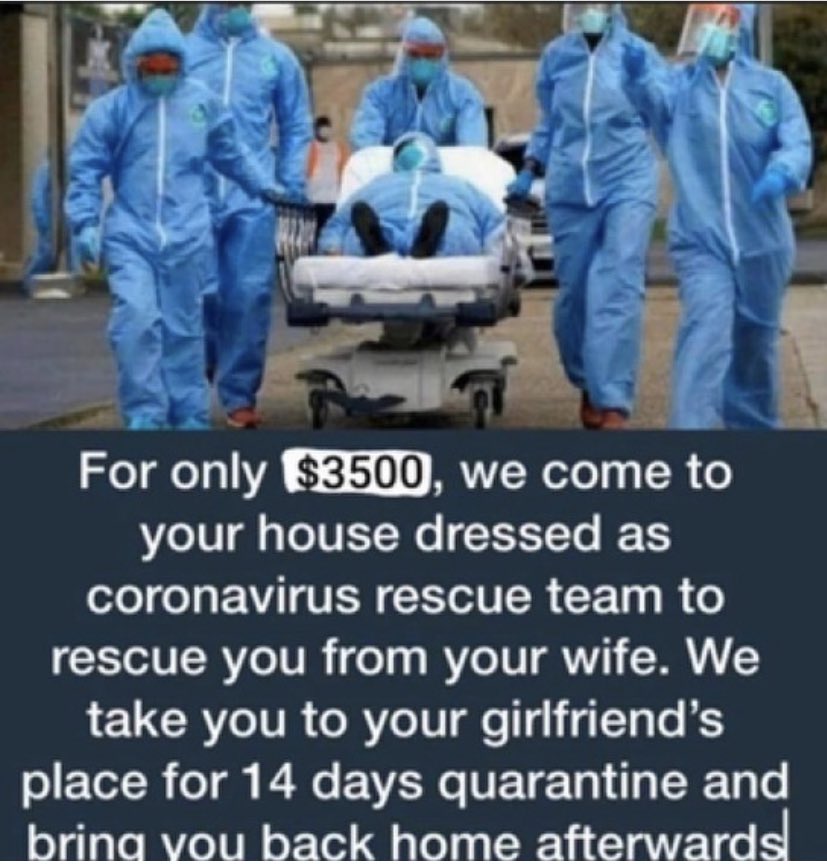 For only $3500, we come to
your house dressed as
coronavirus rescue team to
rescue you from your wife. We
take you to your girlfriend's
place for 14 days quarantine and
bring you back home afterwards